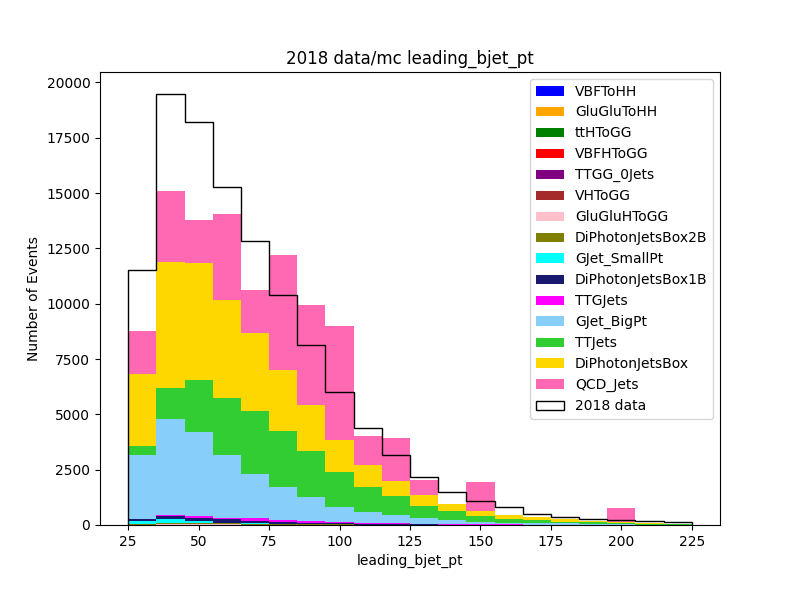 2018 data/mc leading_bjet_pt
Number of Events
20000
17500
15000
12500
10000
7500
5000
2500
0
VBFToHH
GluGluToHH
ttHToGG
VBFHToGG
TTGG_0Jets
VHToGG
GluGluHToGG
DiPhotonJetsBox2B
GJet_SmallPt
DiPhotonJetsBox1B
TTGJets
GJet_BigPt
TTJets
DiPhotonJetsBox
QCD_Jets
2018 data
25 50 75 100 125 150 175 200 225
leading_bjet_pt